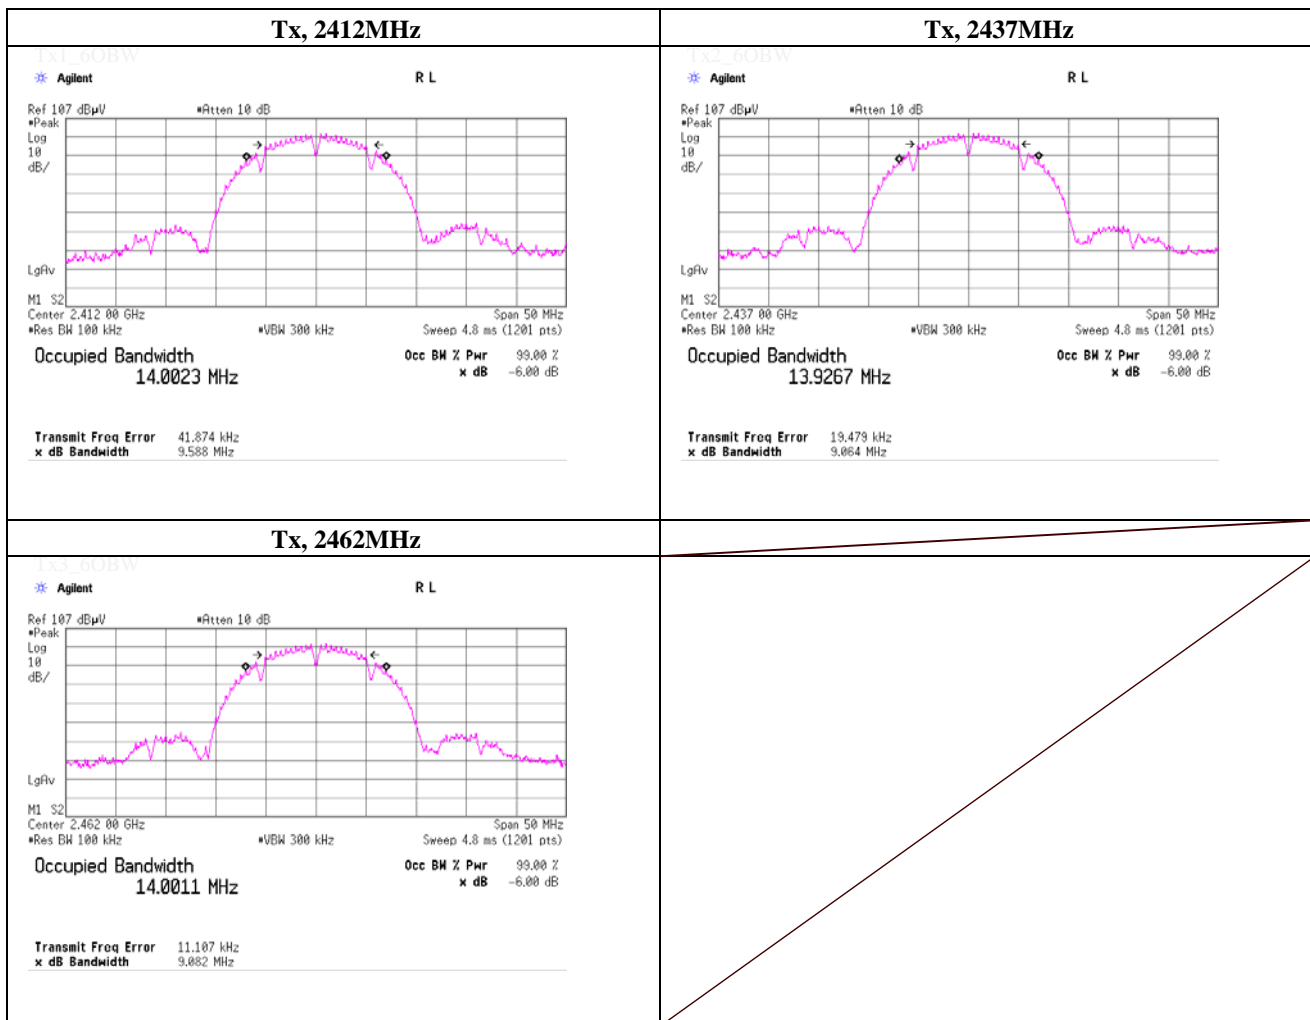 Tx, 2412MHz
Tx1_6OBW
Agilent
R L
Ref 107 dBµV
#Atten 10 dB
#Peak
Log
10
dB/
LgAv
M1 S2
Center 2.412 00 GHz
Span 50 MHz
#Res BW 100 kHz
#VBW 300 kHz
Sweep 4.8 ms (1201 pts)
Occupied Bandwidth
14.0023 MHz
Occ BW % Pwr 99.00 %
x dB -6.00 dB
Transmit Freq Error 41.874 kHz
x dB Bandwidth 9.588 MHz
Tx, 2437MHz
Tx2_6OBW
Agilent
R L
Ref 107 dBµV
#Atten 10 dB
#Peak
Log
10
dB/
LgAv
M1 S2
Center 2.437 00 GHz
Span 50 MHz
#Res BW 100 kHz
#VBW 300 kHz
Sweep 4.8 ms (1201 pts)
Occupied Bandwidth
13.9267 MHz
Occ BW % Pwr 99.00 %
x dB -6.00 dB
Transmit Freq Error 19.479 kHz
x dB Bandwidth 9.064 MHz
Tx, 2462MHz
Tx3_6OBW
Agilent
R L
Ref 107 dBµV
#Atten 10 dB
#Peak
Log
10
dB/
LgAv
M1 S2
Center 2.462 00 GHz
Span 50 MHz
#Res BW 100 kHz
#VBW 300 kHz
Sweep 4.8 ms (1201 pts)
Occupied Bandwidth
14.0011 MHz
Occ BW % Pwr 99.00 %
x dB -6.00 dB
Transmit Freq Error 11.107 kHz
x dB Bandwidth 9.082 MHz